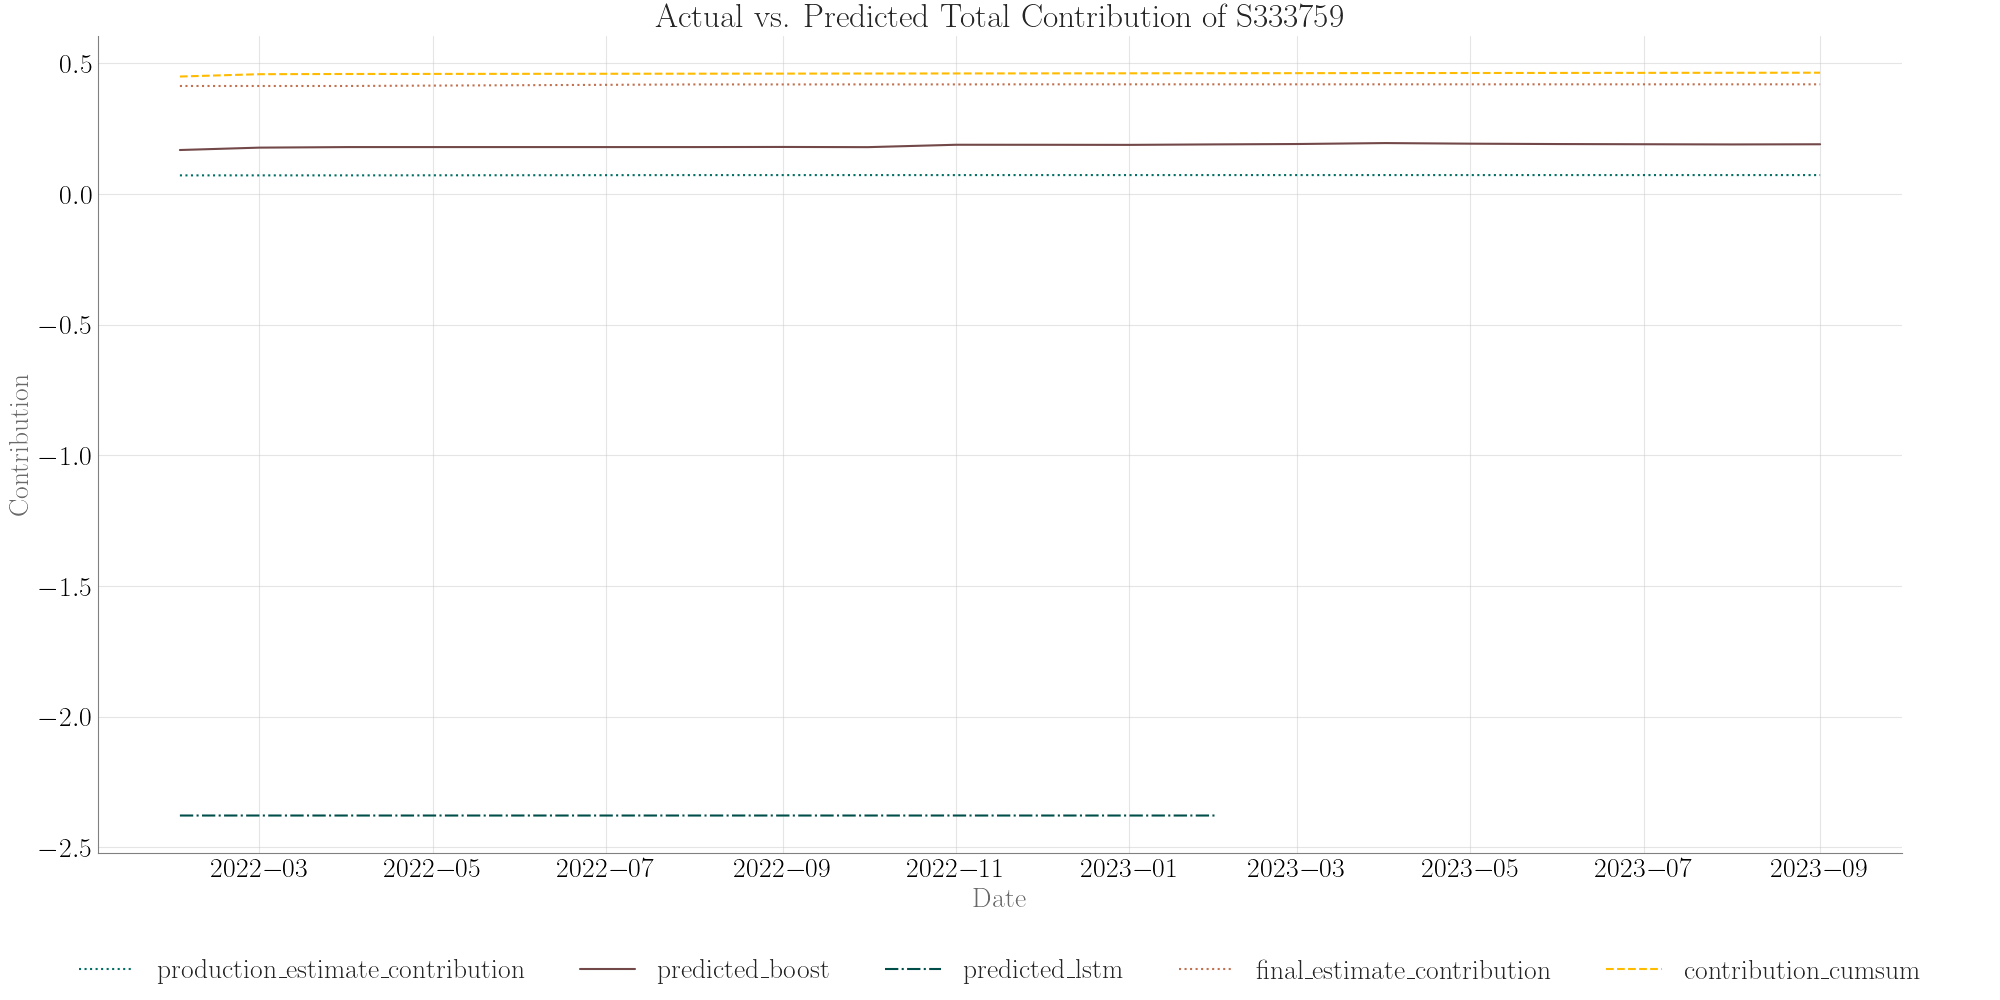 Actual vs. Predicted Total Contribution of S333759
Contribution
0.5
0.0
−0.5
−1.0
−1.5
−2.0
−2.5
2022−03 2022−05 2022−07 2022−09 2022−11 2023−01 2023−03 2023−05 2023−07 2023−09
Date
production_estimate_contribution predicted_boost predicted_lstm final_estimate_contribution contribution_cumsum